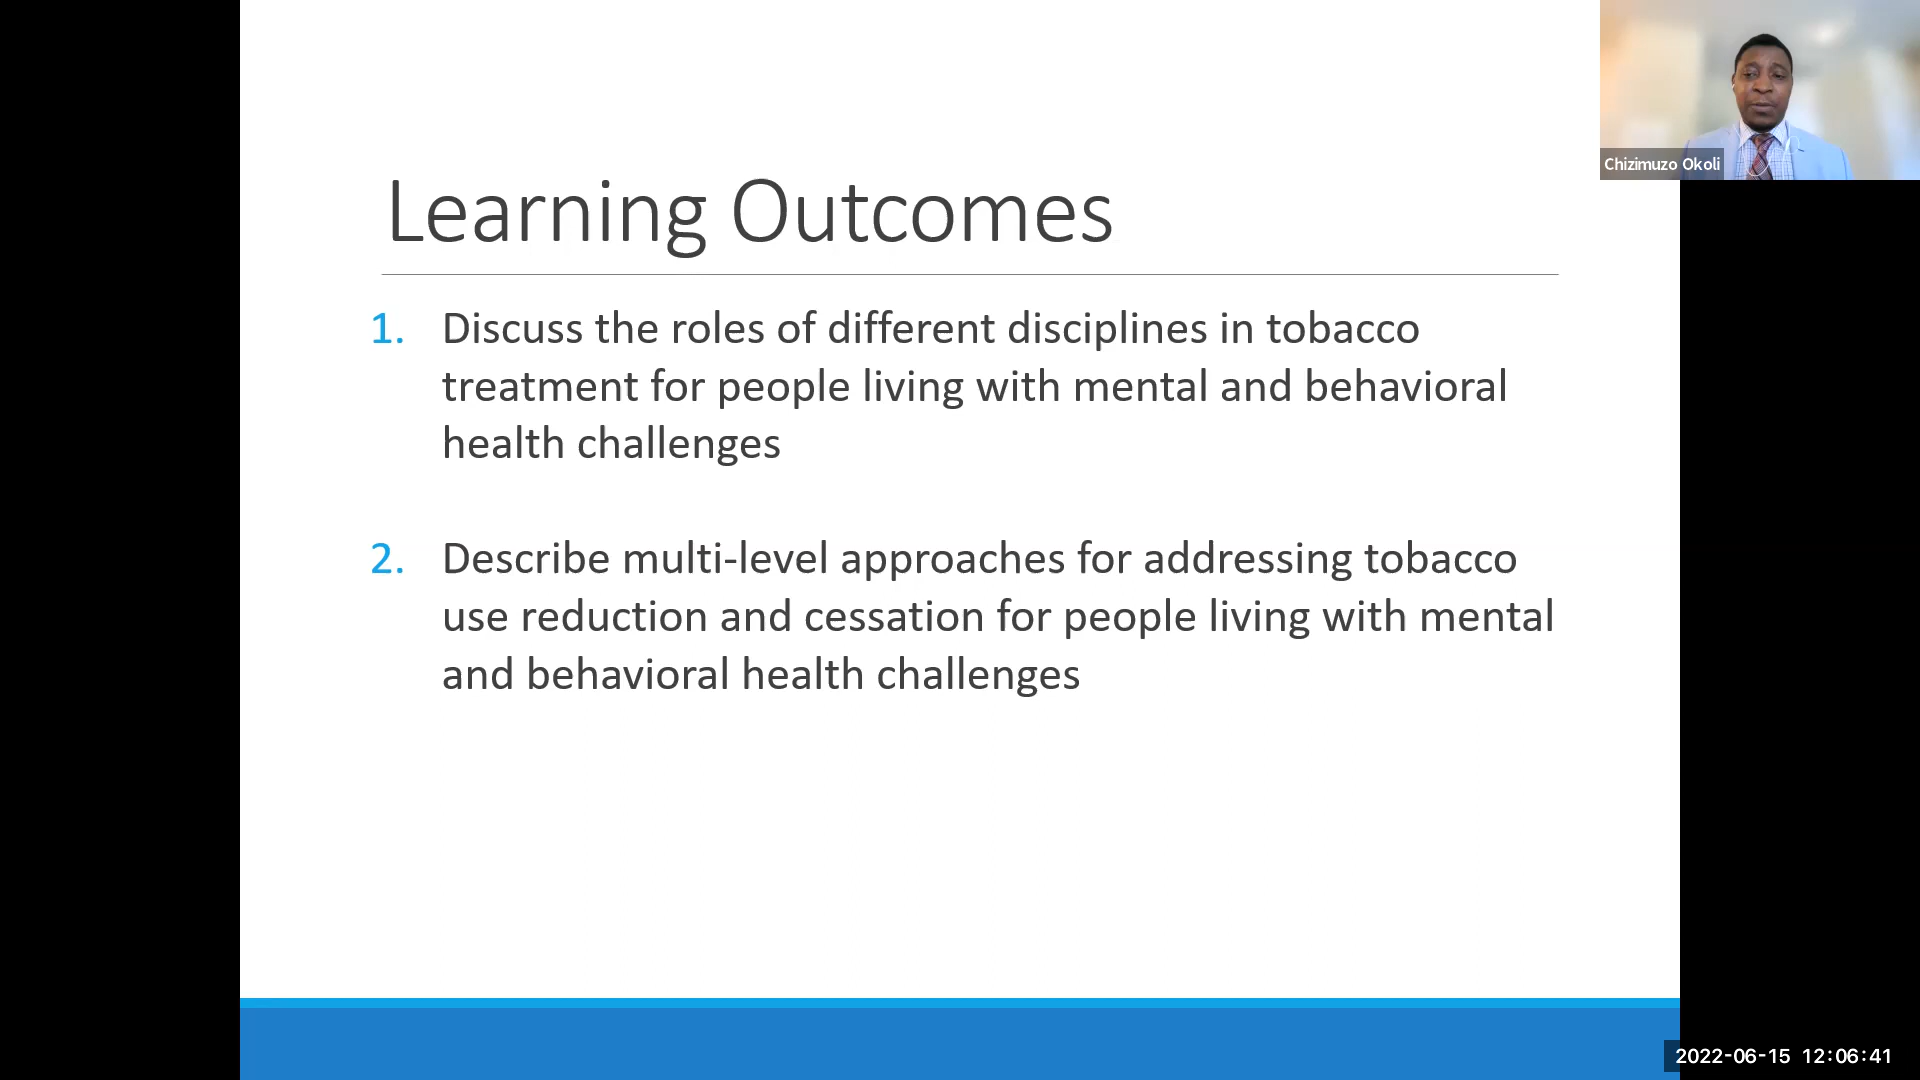 Learning Outcomes
1. Discuss the roles of different disciplines in tobacco
treatment for people living with mental and behavioral
health challenges
2. Describe multi-level approaches for addressing tobacco
use reduction and cessation for people living with mental
and behavioral health challenges
Chizimuzo Okoli
2022-06-15 12:06:41